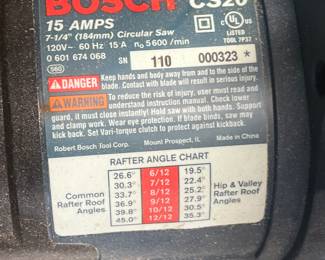 BOSCH CS20
15 AMPS
7-1/4" (184mm) Circular Saw
120V~ 60 Hz 15 A n₀ 5600 /min
0 601 674 068
560
SN 110 000323 *
C UL US
LISTED
TOOL 7P37
DANGER Keep hands and body away from and to the side of the
blade. Contact with blade will result in serious injury.
WARNING To reduce the risk of injury, user must read and
understand instruction manual. Check lower
guard, it must close instantly! Hold saw with both hands. Support
and clamp work. Wear eye protection. If blade binds, saw may
kick back. Set Vari-torque clutch to protect against kickback.
Robert Bosch Tool Corp. Mount Prospect, IL Made in China
RAFTER ANGLE CHART
Common
Rafter Roof
Angles
26.6° 6/12 19.5°
30.3° 7/12 22.4°
33.7° 8/12 25.2°
36.9° 9/12 27.9°
39.8° 10/12 30.5°
45.0° 12/12 35.3°
Hip & Valley
Rafter Roof
Angles